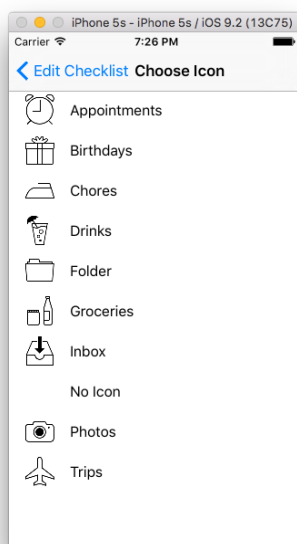 iPhone 5s - iPhone 5s / iOS 9.2 (13C75)
Carrier 7:26 PM
Edit Checklist Choose Icon
Appointments
Birthdays
Chores
Drinks
Folder
Groceries
Inbox
No Icon
Photos
Trips